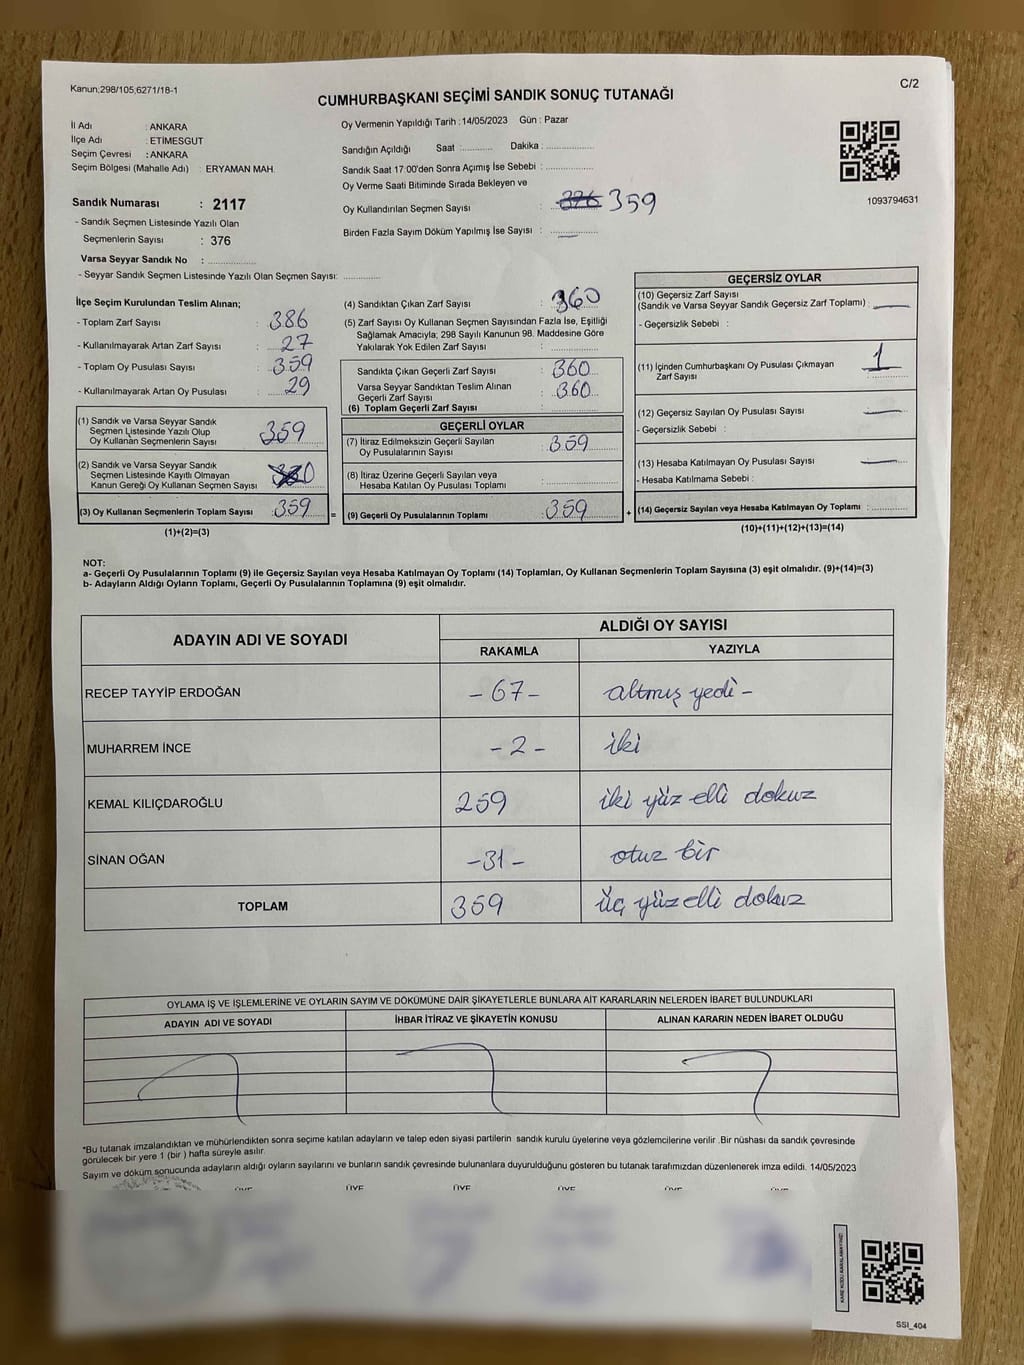 Kanun;298/105;6271/18-1
C/2
CUMHURBAŞKANI SEÇİMİ SANDIK SONUÇ TUTANAĞI
İl Adı : ANKARA
İlçe Adı : ETİMESGUT
Seçim Çevresi : ANKARA
Seçim Bölgesi (Mahalle Adı) : ERYAMAN MAH.
Sandık Numarası : 2117
- Sandık Seçmen Listesinde Yazılı Olan
Seçmenlerin Sayısı : 376
Varsa Seyyar Sandık No : ..............
- Seyyar Sandık Seçmen Listesinde Yazılı Olan Seçmen Sayısı: ..............
Oy Vermenin Yapıldığı Tarih : 14/05/2023 Gün : Pazar
Sandığın Açıldığı Saat :........... Dakika : ..............
Sandık Saat 17:00'den Sonra Açımış İse Sebebi : ..............
Oy Verme Saati Bitiminde Sırada Bekleyen ve
Oy Kullandırılan Seçmen Sayısı : 376 359
Birden Fazla Sayım Döküm Yapılmış İse Sayısı : ..............
1093794631
İlçe Seçim Kurulundan Teslim Alınan;
- Toplam Zarf Sayısı : 386
- Kullanılmayarak Artan Zarf Sayısı : 27
- Toplam Oy Pusulası Sayısı : 359
- Kullanılmayarak Artan Oy Pusulası : 29
(1) Sandık ve Varsa Seyyar Sandık
Seçmen Listesinde Yazılı Olup
Oy Kullanan Seçmenlerin Sayısı 359
(2) Sandık ve Varsa Seyyar Sandık
Seçmen Listesinde Kayıtlı Olmayan
Kanun Gereği Oy Kullanan Seçmen Sayısı
(3) Oy Kullanan Seçmenlerin Toplam Sayısı : 359 =
(1)+(2)=(3)
(4) Sandıktan Çıkan Zarf Sayısı : 360
(5) Zarf Sayısı Oy Kullanan Seçmen Sayısından Fazla İse, Eşitliği
Sağlamak Amacıyla; 298 Sayılı Kanunun 98. Maddesine Göre
Yakılarak Yok Edilen Zarf Sayısı : ..............
Sandıkta Çıkan Geçerli Zarf Sayısı : 360
Varsa Seyyar Sandıktan Teslim Alınan
Geçerli Zarf Sayısı : 360
(6) Toplam Geçerli Zarf Sayısı : ..............
GEÇERLİ OYLAR
(7) İtiraz Edilmeksizin Geçerli Sayılan
Oy Pusulalarının Sayısı : 359
(8) İtiraz Üzerine Geçerli Sayılan veya
Hesaba Katılan Oy Pusulası Toplamı : ..............
(9) Geçerli Oy Pusulalarının Toplamı : 359 +
GEÇERSİZ OYLAR
(10) Geçersiz Zarf Sayısı
(Sandık ve Varsa Seyyar Sandık Geçersiz Zarf Toplamı) :
- Geçersizlik Sebebi :
(11) İçinden Cumhurbaşkanı Oy Pusulası Çıkmayan
Zarf Sayısı : 1
(12) Geçersiz Sayılan Oy Pusulası Sayısı :
- Geçersizlik Sebebi :
(13) Hesaba Katılmayan Oy Pusulası Sayısı :
- Hesaba Katılmama Sebebi :
(14) Geçersiz Sayılan veya Hesaba Katılmayan Oy Toplamı : ..............
(10)+(11)+(12)+(13)=(14)
NOT:
a- Geçerli Oy Pusulalarının Toplamı (9) ile Geçersiz Sayılan veya Hesaba Katılmayan Oy Toplamı (14) Toplamları, Oy Kullanan Seçmenlerin Toplam Sayısına (3) eşit olmalıdır. (9)+(14)=(3)
b- Adayların Aldığı Oyların Toplamı, Geçerli Oy Pusulalarının Toplamına (9) eşit olmalıdır.
ADAYIN ADI VE SOYADI ALDIĞI OY SAYISI
RAKAMLA YAZIYLA
RECEP TAYYİP ERDOĞAN - 67 - altmış yedi -
MUHARREM İNCE - 2 - iki
KEMAL KILIÇDAROĞLU 259 iki yüz elli dokuz
SİNAN OĞAN - 31 - otuz bir
TOPLAM 359 üç yüz elli dokuz
OYLAMA İŞ VE İŞLEMLERİNE VE OYLARIN SAYIM VE DÖKÜMÜNE DAİR ŞİKAYETLERLE BUNLARA AİT KARARLARIN NELERDEN İBARET BULUNDUKLARI
ADAYIN ADI VE SOYADI İHBAR İTİRAZ VE ŞİKAYETİN KONUSU ALINAN KARARIN NEDEN İBARET OLDUĞU
*Bu tutanak imzalandıktan ve mühürlendikten sonra seçime katılan adayların ve talep eden siyasi partilerin sandık kurulu üyelerine veya gözlemcilerine verilir .Bir nüshası da sandık çevresinde
görülecek bir yere 1 (bir ) hafta süreyle asılır.
Sayım ve döküm sonucunda adayların aldığı oyların sayılarını ve bunların sandık çevresinde bulunanlara duyurulduğunu gösteren bu tutanak tarafımızdan düzenlenerek imza edildi. 14/05/2023
ÜYE ÜYE ÜYE ÜYE ÜYE
KARE KODU KARALAMAYINIZ!
SSI_404